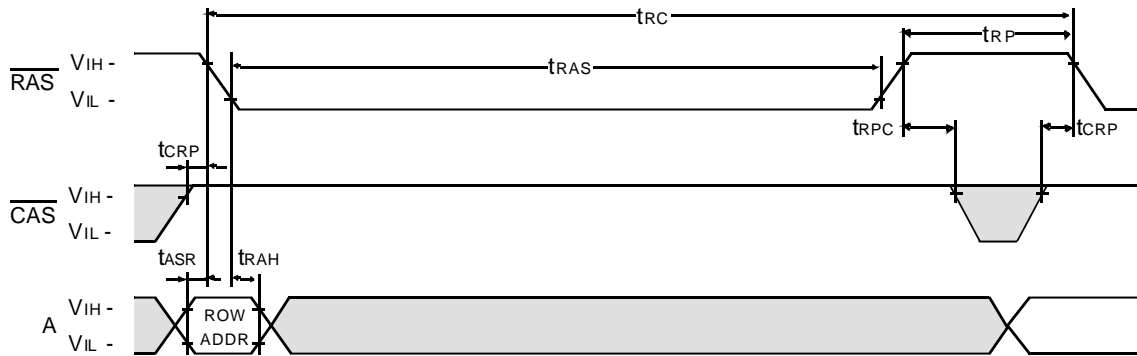 tRC
tRP
VIH -
RAS
tRAS
VIL -
tRPC
tCRP
tCRP
VIH -
CAS
VIL -
tASR
tRAH
VIH -
A
ROW
ADDR
VIL -